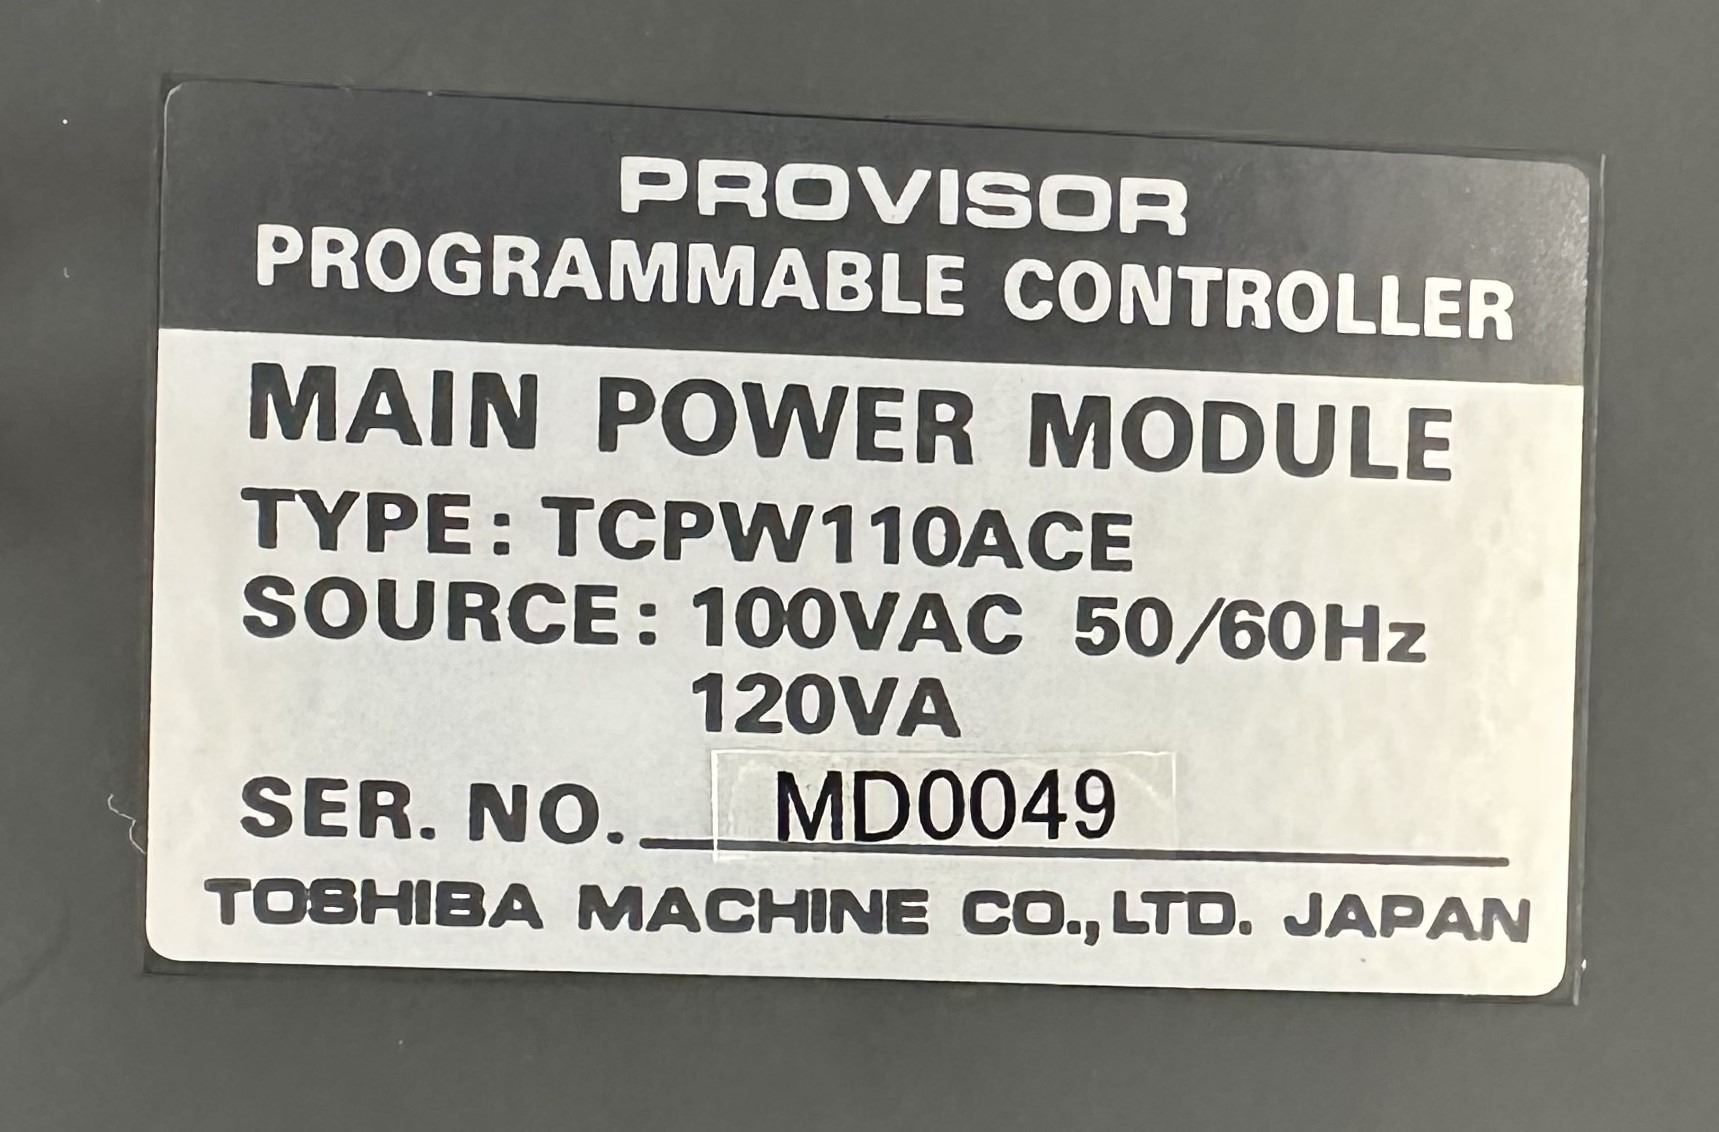 PROVISOR
PROGRAMMABLE CONTROLLER
MAIN POWER MODULE
TYPE: TCPW110ACE
SOURCE: 100VAC 50/60Hz
120VA
SER. NO. MD0049
TOSHIBA MACHINE CO., LTD. JAPAN